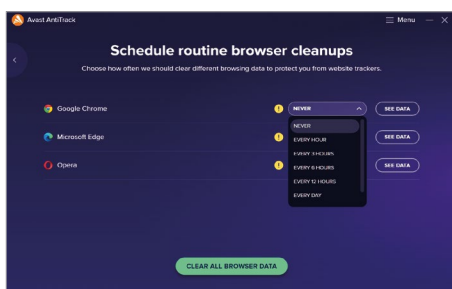 Avast AntiTrack
Menu
Schedule routine browser cleanups
Choose how often we should clear different browsing data to protect you from website trackers.
Google Chrome
NEVER
SEE DATA
NEVER
EVERY HOUR
EVERY 3 HOURS
Microsoft Edge
SEE DATA
EVERY 6 HOURS
Opera
SEE DATA
EVERY 12 HOURS
EVERY DAY
CLEAR ALL BROWSER DATA